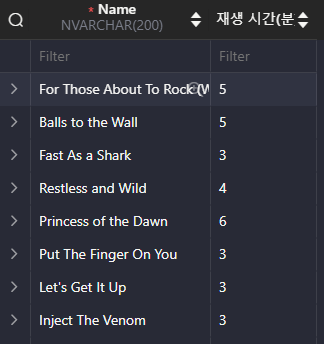 * Name
NVARCHAR(200)
재생 시간(분
Filter Filter
For Those About To Rock (W 5
Balls to the Wall 5
Fast As a Shark 3
Restless and Wild 4
Princess of the Dawn 6
Put The Finger On You 3
Let's Get It Up 3
Inject The Venom 3